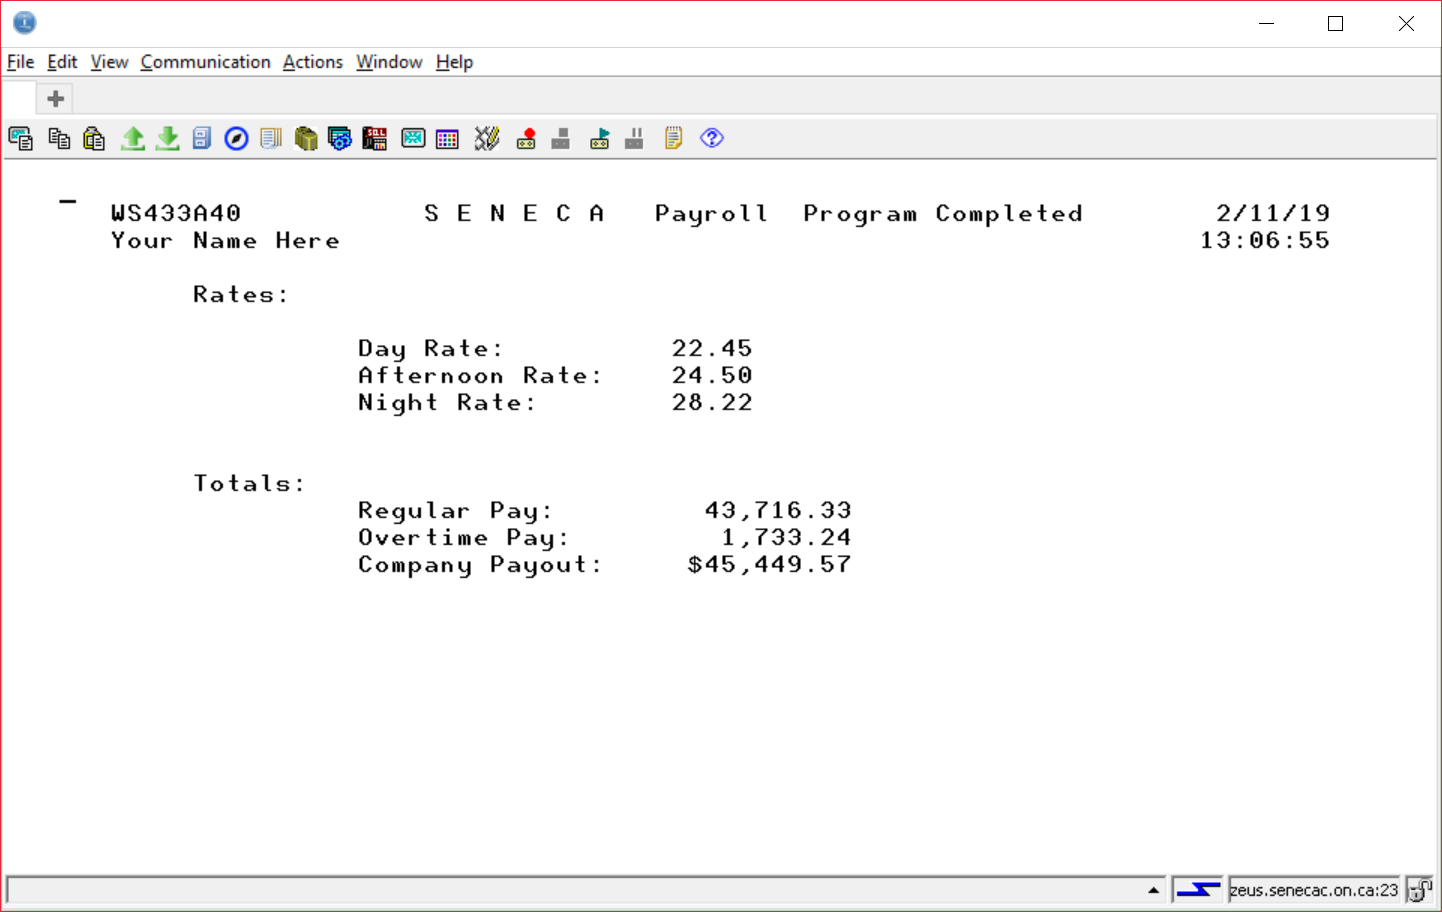 File Edit View Communication Actions Window Help
WS433A40 S E N E C A Payroll Program Completed 2/11/19
Your Name Here 13:06:55
Rates:
Day Rate: 22.45
Afternoon Rate: 24.50
Night Rate: 28.22
Totals:
Regular Pay: 43,716.33
Overtime Pay: 1,733.24
Company Payout: $45,449.57
zeus.senecac.on.ca:23